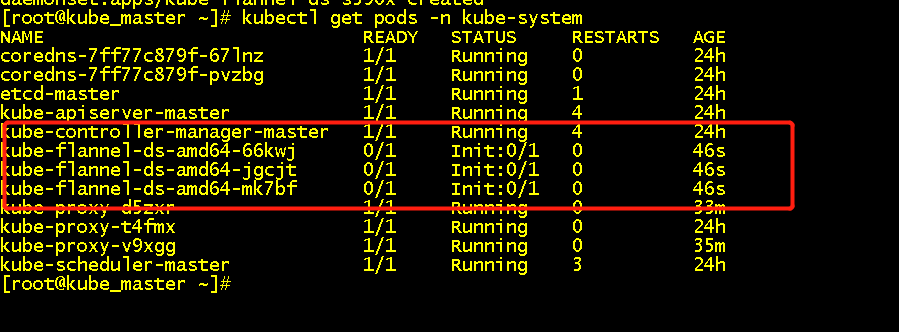 daemonset.apps/kube-flannel-ds-s390x created
[root@kube_master ~]# kubectl get pods -n kube-system
NAME READY STATUS RESTARTS AGE
coredns-7ff77c879f-67lnz 1/1 Running 0 24h
coredns-7ff77c879f-pvzbg 1/1 Running 0 24h
etcd-master 1/1 Running 1 24h
kube-apiserver-master 1/1 Running 4 24h
kube-controller-manager-master 1/1 Running 4 24h
kube-flannel-ds-amd64-66kwj 0/1 Init:0/1 0 46s
kube-flannel-ds-amd64-jgcjt 0/1 Init:0/1 0 46s
kube-flannel-ds-amd64-mk7bf 0/1 Init:0/1 0 46s
kube-proxy-d5zxr 1/1 Running 0 33m
kube-proxy-t4fmx 1/1 Running 0 24h
kube-proxy-v9xgg 1/1 Running 0 35m
kube-scheduler-master 1/1 Running 3 24h
[root@kube_master ~]#